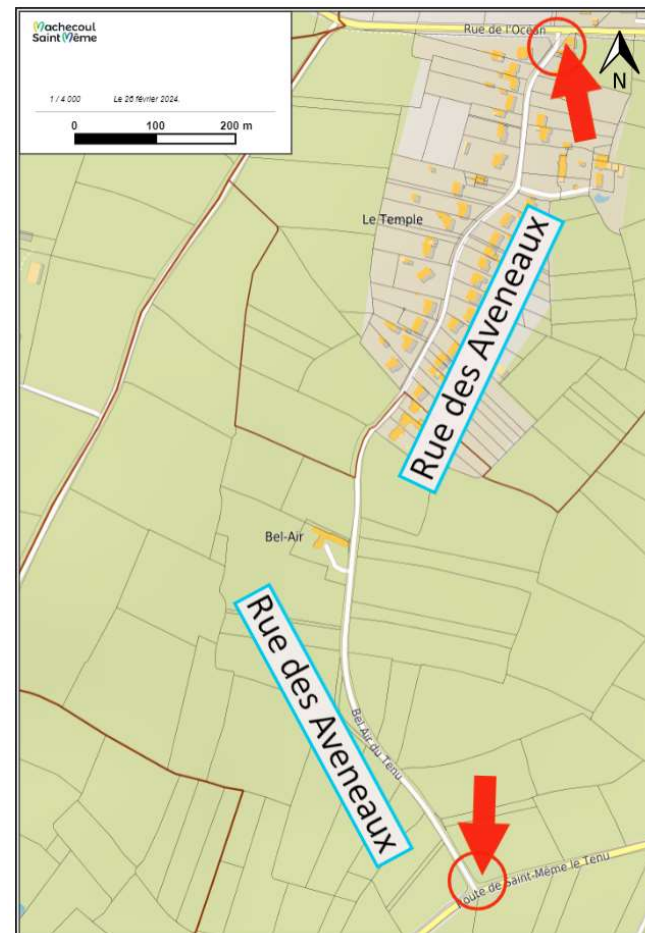 Machecoul
Saint Même
1 / 4 000 Le 26 février 2024.
0 100 200 m
Rue de l'Océan
N
Le Temple
Rue des Aveneaux
Bel-Air
Rue des Aveneaux
Bel Air du Tenu
Route de Saint-Même le Tenu